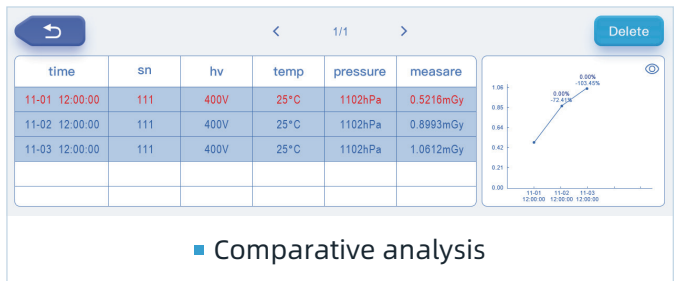 < 1/1 > Delete
time sn hv temp pressure measare
11-01 12:00:00 111 400V 25°C 1102hPa 0.5216mGy
11-02 12:00:00 111 400V 25°C 1102hPa 0.8993mGy
11-03 12:00:00 111 400V 25°C 1102hPa 1.0612mGy
0.00%
-103.45%
1.06
0.00%
-72.41%
0.85
0.64
0.42
0.21
0.00
11-01 11-02 11-03
12:00:00 12:00:00 12:00:00
Comparative analysis